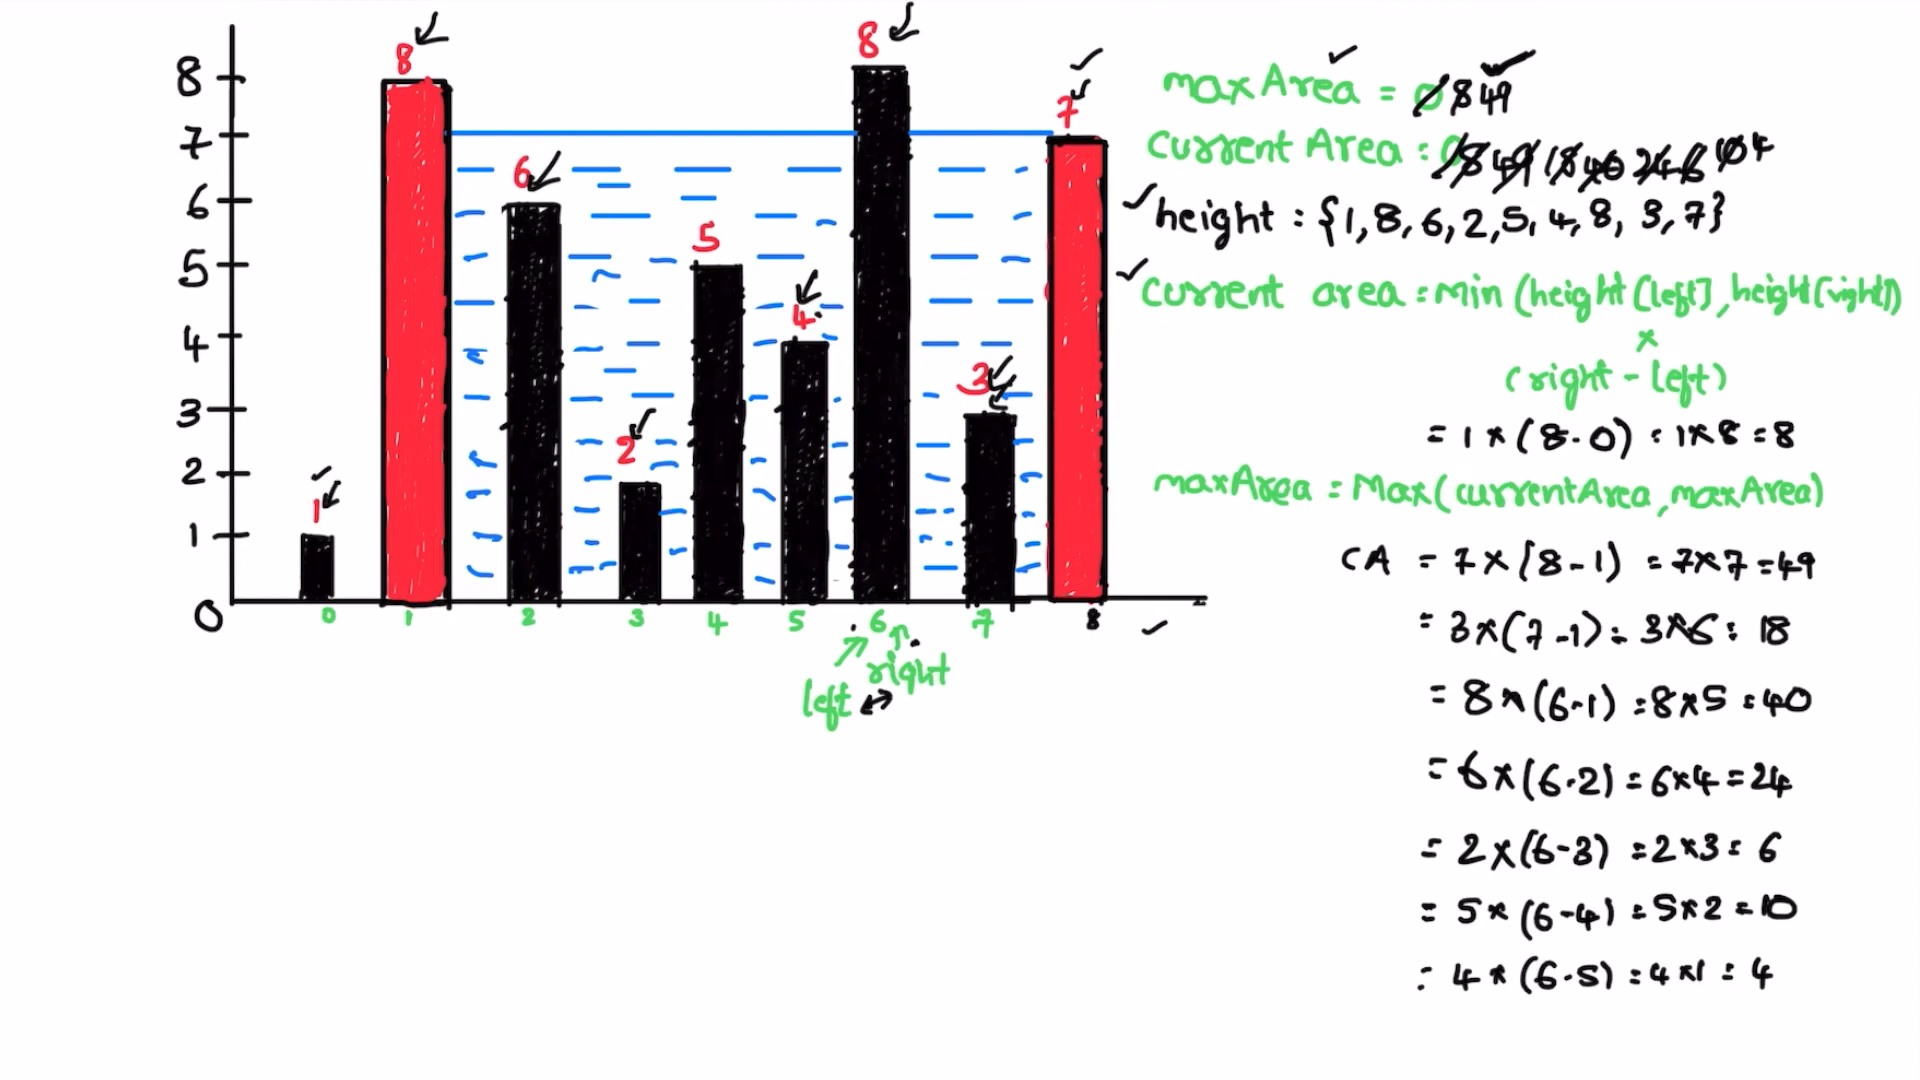 8
7
6
5
4
3
2
1
0
1
8
6
2
5
4
8
3
7
0 1 2 3 4 5 6 7 8
left ↔ right
maxArea = 0 8 49
current Area : 0 8 49 18 40 24 6 10 4
height : {1, 8, 6, 2, 5, 4, 8, 3, 7}
current area = Min (height[left], height[right])
×
(right - left)
= 1 × (8-0) = 1×8 = 8
maxArea = Max(currentArea, maxArea)
CA = 7 × (8-1) = 7×7 = 49
= 3×(7-1) = 3×6 = 18
= 8×(6-1) = 8×5 = 40
= 6×(6-2) = 6×4 = 24
= 2×(6-3) = 2×3 = 6
= 5×(6-4) = 5×2 = 10
= 4×(6-5) = 4×1 = 4